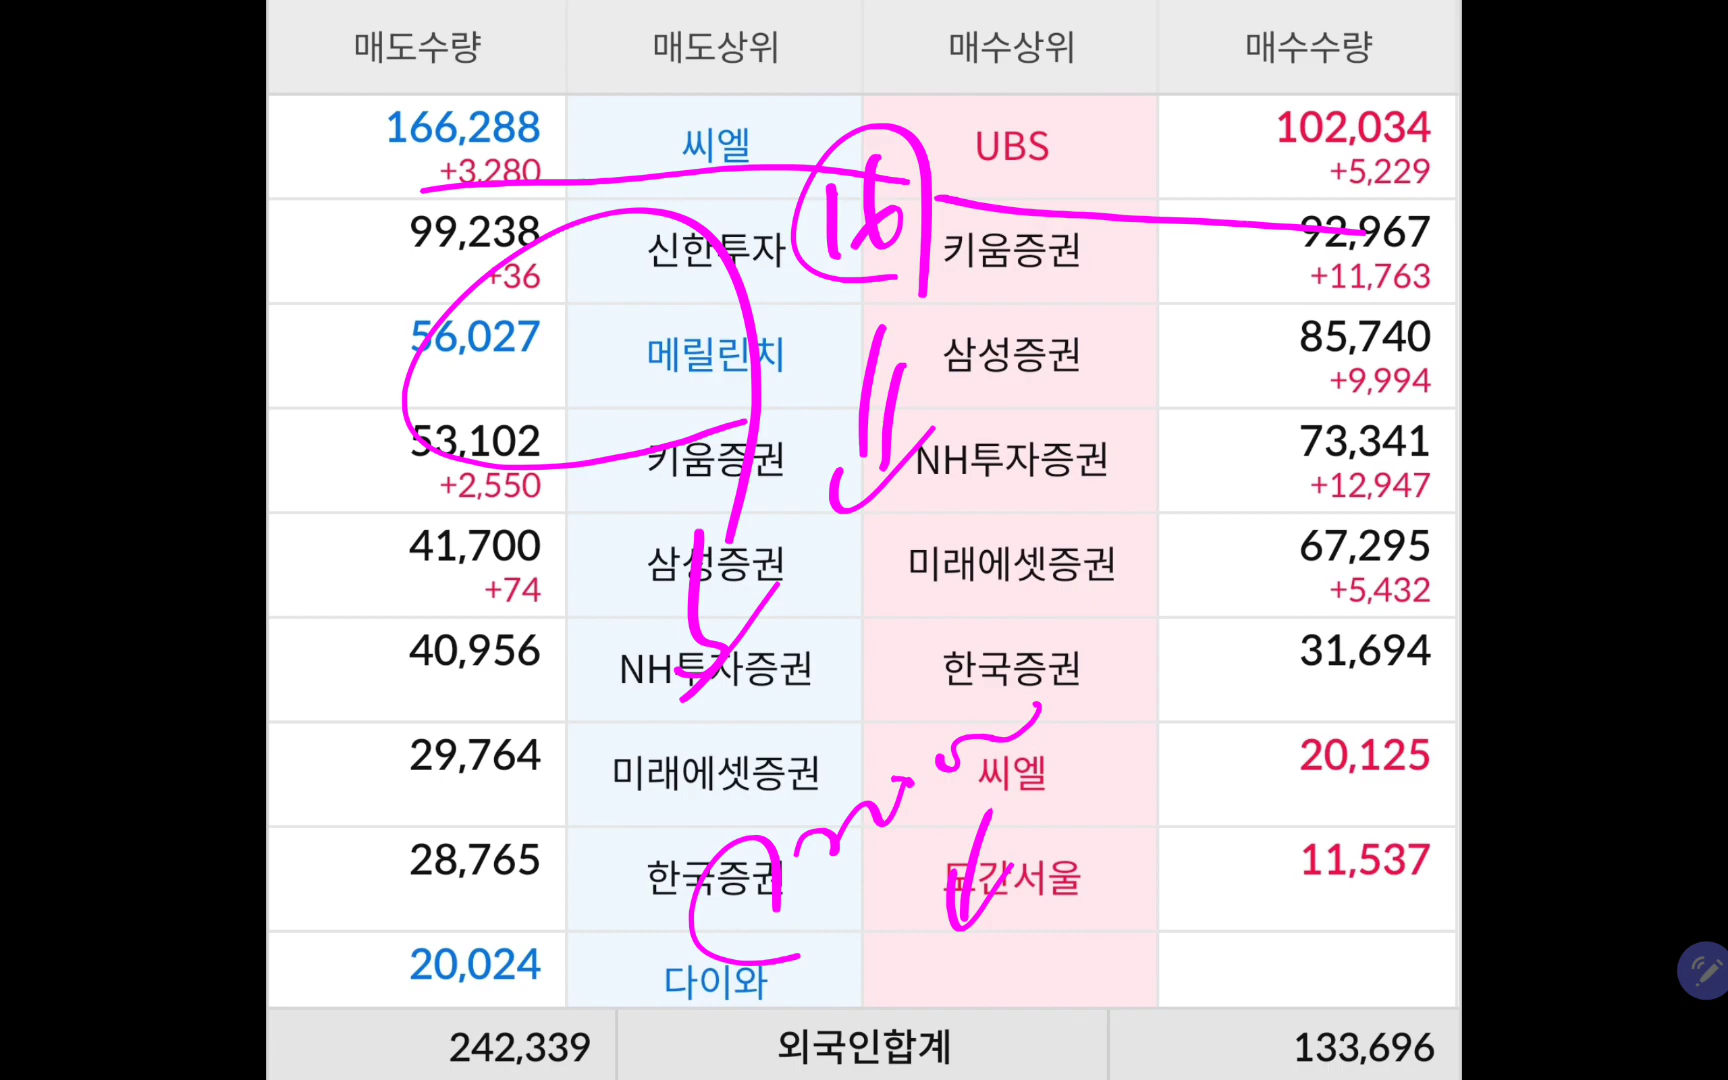 매도수량 매도상위 매수상위 매수수량
166,288 씨엘 UBS 102,034
+3,280 +5,229
99,238 신한투자 키움증권 92,967
+36 +11,763
56,027 메릴린치 삼성증권 85,740
+9,994
53,102 키움증권 NH투자증권 73,341
+2,550 +12,947
41,700 삼성증권 미래에셋증권 67,295
+74 +5,432
40,956 NH투자증권 한국증권 31,694
29,764 미래에셋증권 씨엘 20,125
28,765 한국증권 모간서울 11,537
20,024 다이와
242,339 외국인합계 133,696